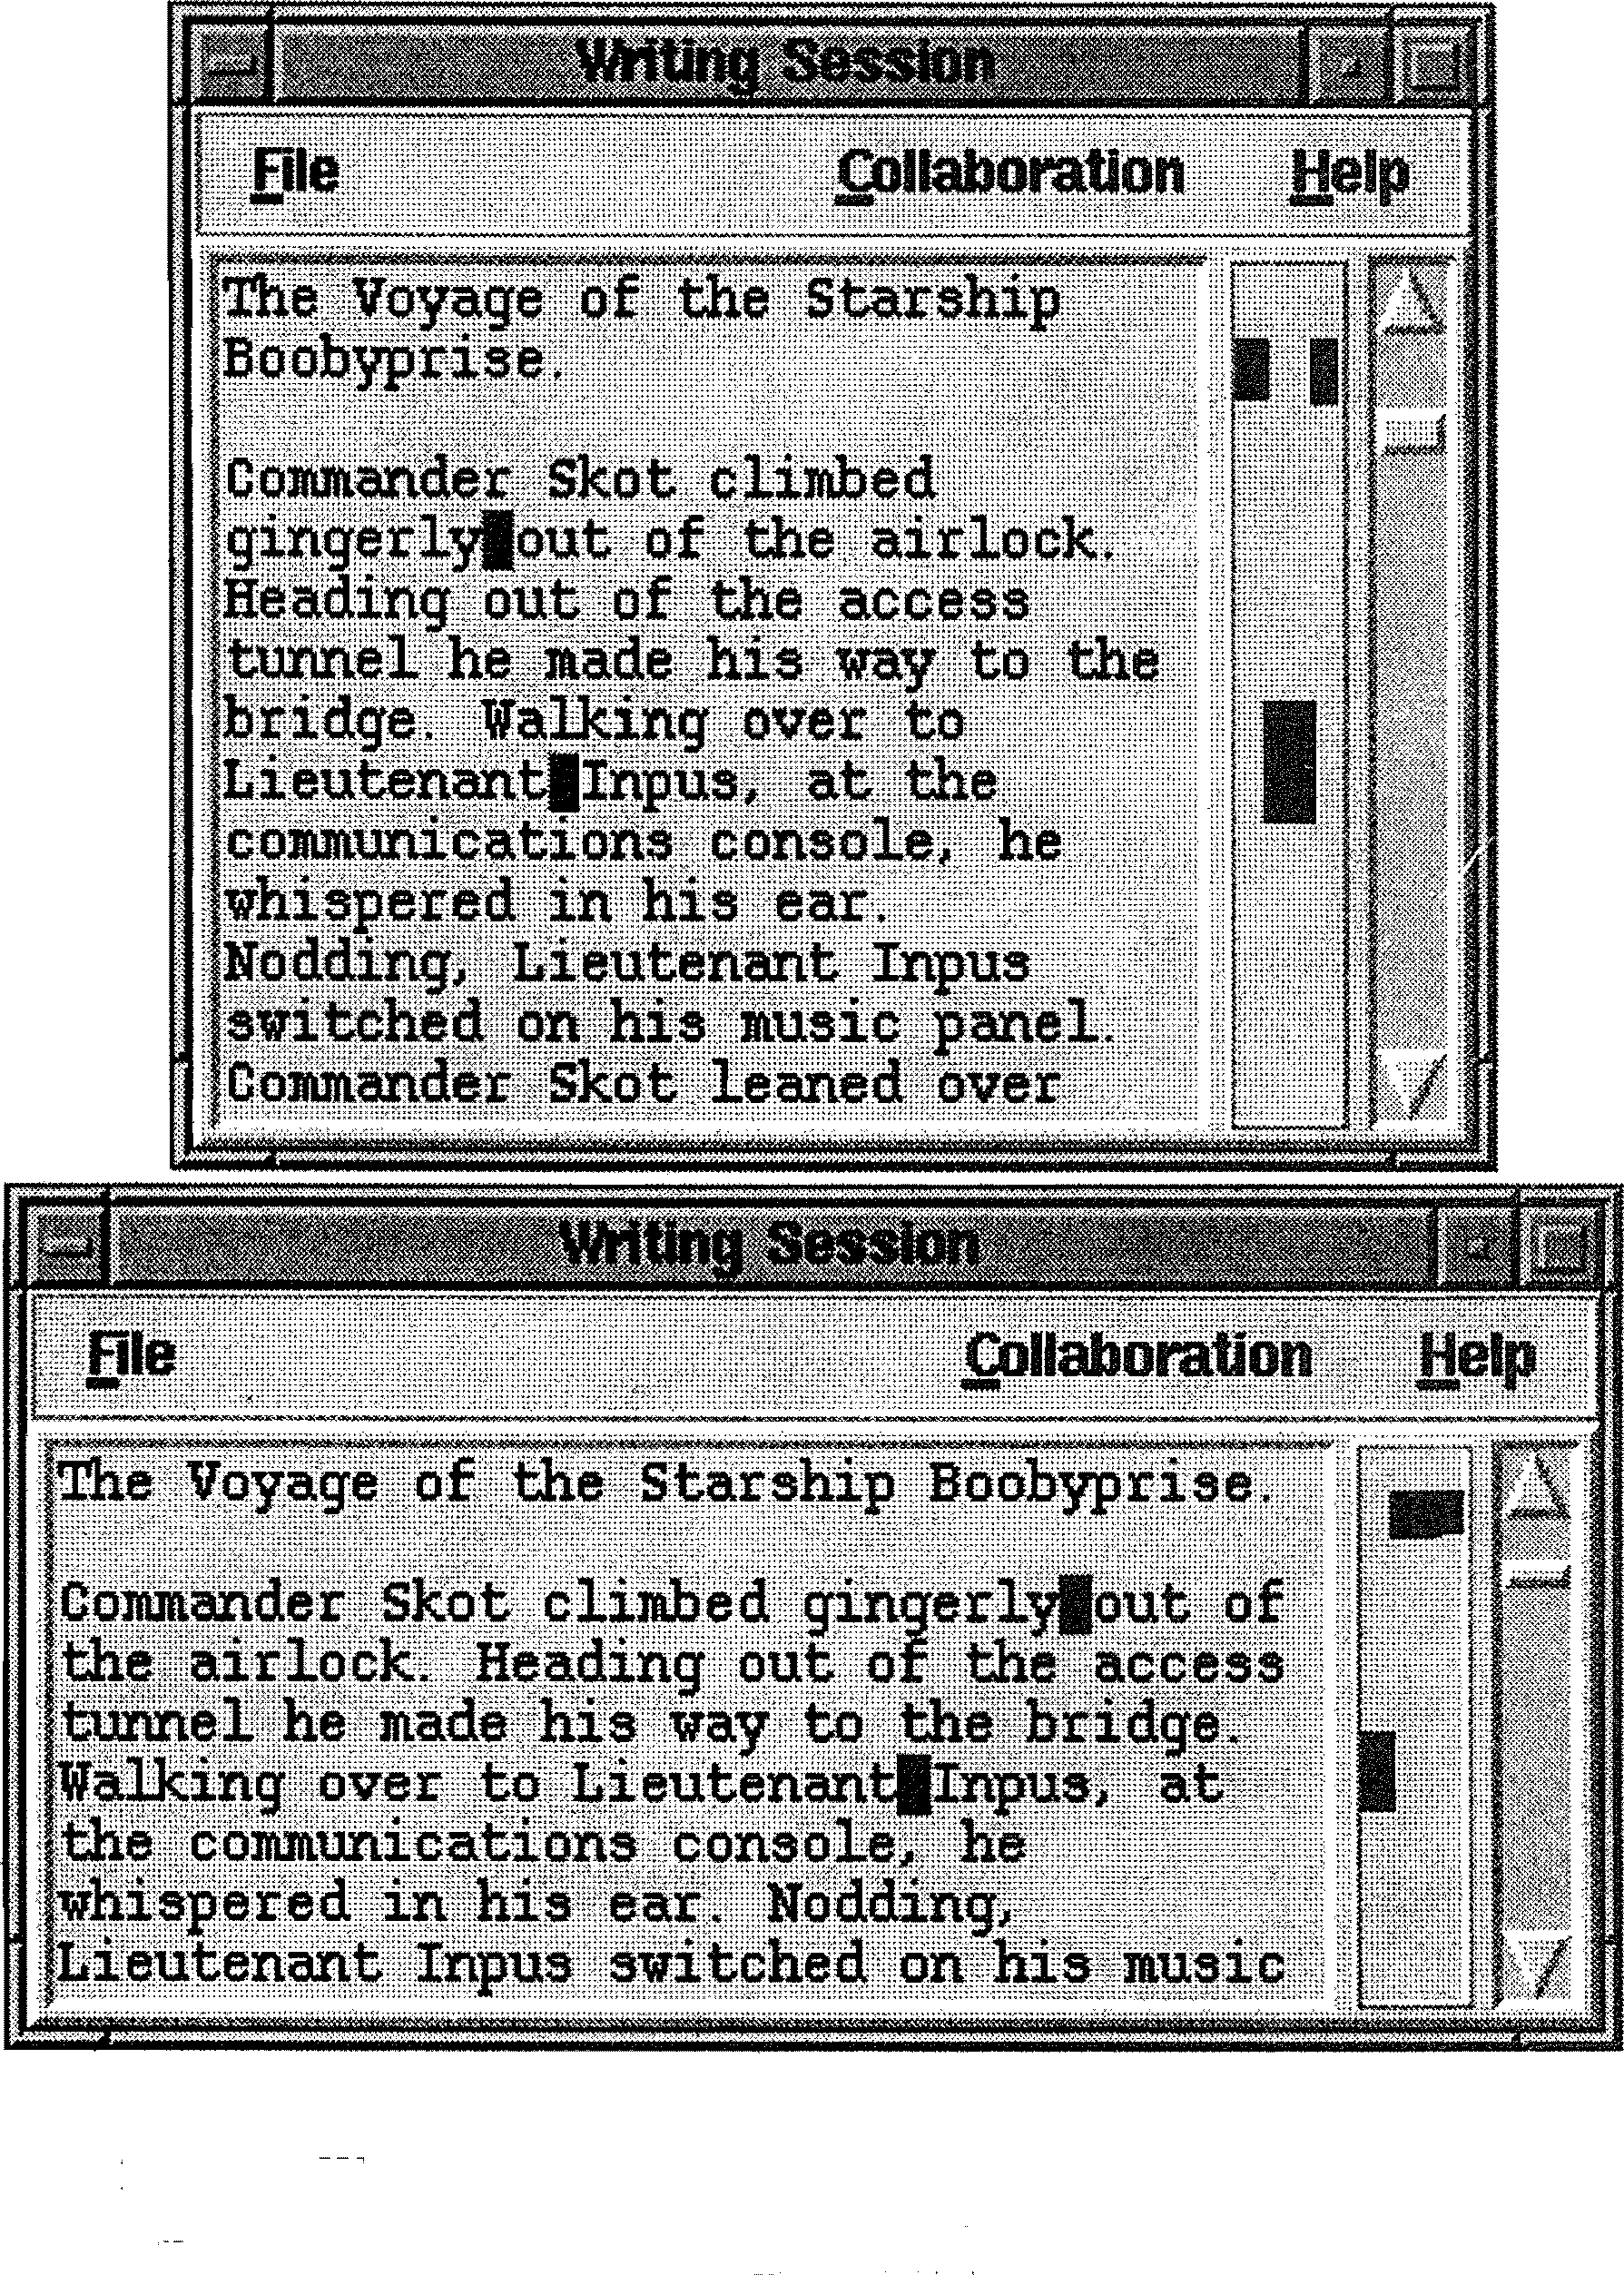 Writing Session
File Collaboration Help
The Voyage of the Starship
Boobyprise.
Commander Skot climbed
gingerly out of the airlock.
Heading out of the access
tunnel he made his way to the
bridge. Walking over to
Lieutenant Inpus, at the
communications console, he
whispered in his ear.
Nodding, Lieutenant Inpus
switched on his music panel.
Commander Skot leaned over
Writing Session
File Collaboration Help
The Voyage of the Starship Boobyprise.
Commander Skot climbed gingerly out of
the airlock. Heading out of the access
tunnel he made his way to the bridge.
Walking over to Lieutenant Inpus, at
the communications console, he
whispered in his ear. Nodding,
Lieutenant Inpus switched on his music